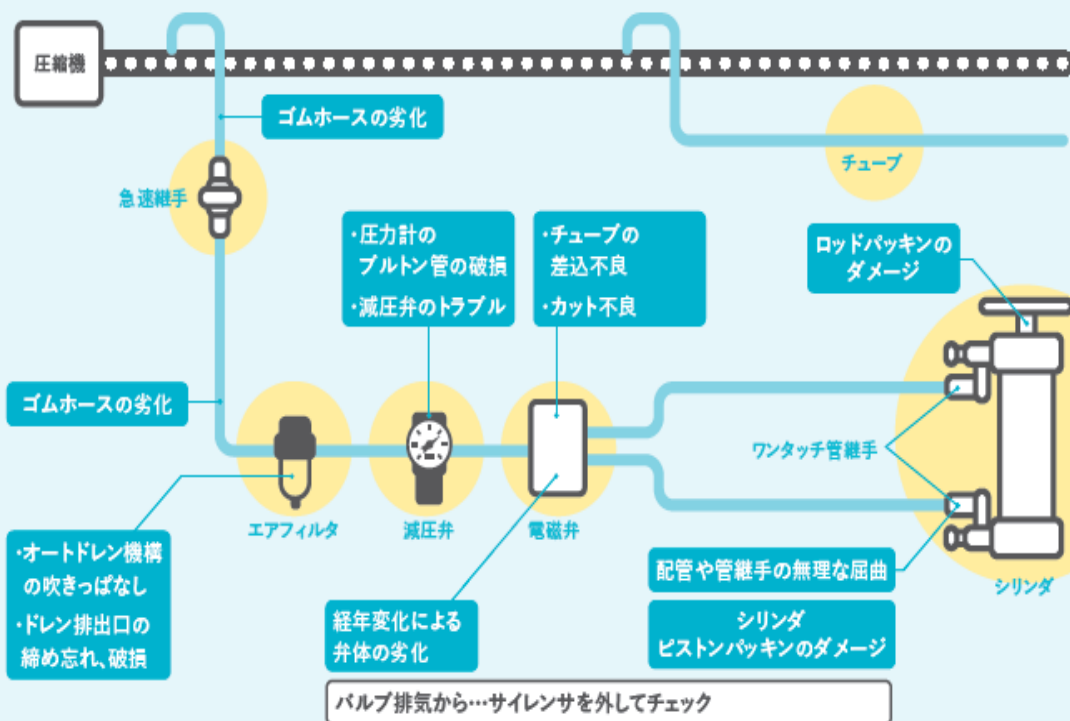 圧縮機
ゴムホースの劣化
チューブ
急速継手
・圧力計の
ブルトン管の破損
・減圧弁のトラブル
・チューブの
差込不良
・カット不良
ロッドパッキンの
ダメージ
ゴムホースの劣化
ワンタッチ管継手
エアフィルタ
減圧弁
電磁弁
・オートドレン機構
の吹きっぱなし
・ドレン排出口の
締め忘れ、破損
配管や管継手の無理な屈曲
シリンダ
経年変化による
弁体の劣化
シリンダ
ピストンパッキンのダメージ
バルブ排気から…サイレンサを外してチェック